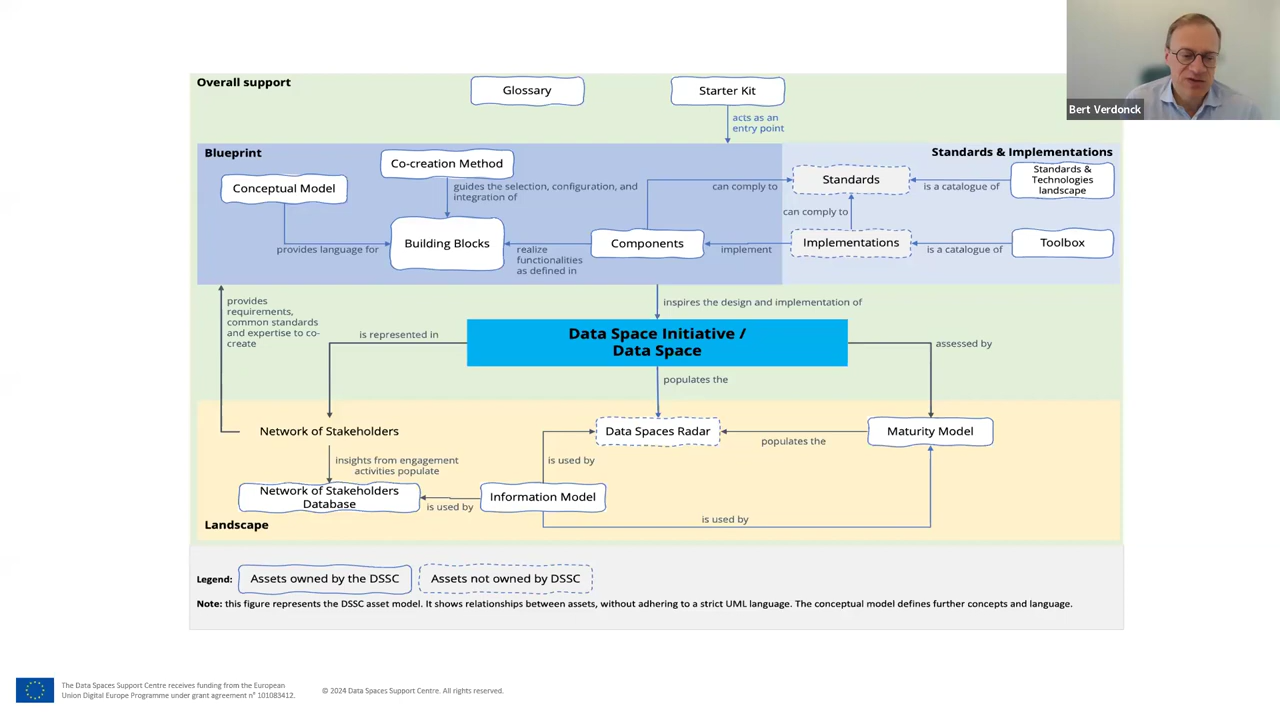 Bert Verdonck
Overall support
Glossary
Starter Kit
acts as an
entry point
Blueprint
Standards & Implementations
Co-creation Method
Conceptual Model
guides the selection, configuration, and
integration of
can comply to
Standards
is a catalogue of
Standards &
Technologies
landscape
can comply to
provides language for
Building Blocks
realize
functionalities
as defined in
Components
implement
Implementations
is a catalogue of
Toolbox
provides
requirements,
common standards
and expertise to co-
create
inspires the design and implementation of
is represented in
Data Space Initiative /
Data Space
assessed by
populates the
Network of Stakeholders
Data Spaces Radar
populates the
Maturity Model
insights from engagement
activities populate
is used by
Network of Stakeholders
Database
is used by
Information Model
is used by
Landscape
Legend:
Assets owned by the DSSC
Assets not owned by DSSC
Note: this figure represents the DSSC asset model. It shows relationships between assets, without adhering to a strict UML language. The conceptual model defines further concepts and language.
The Data Spaces Support Centre receives funding from the European
Union Digital Europe Programme under grant agreement n° 101083412.
© 2024 Data Spaces Support Centre. All rights reserved.